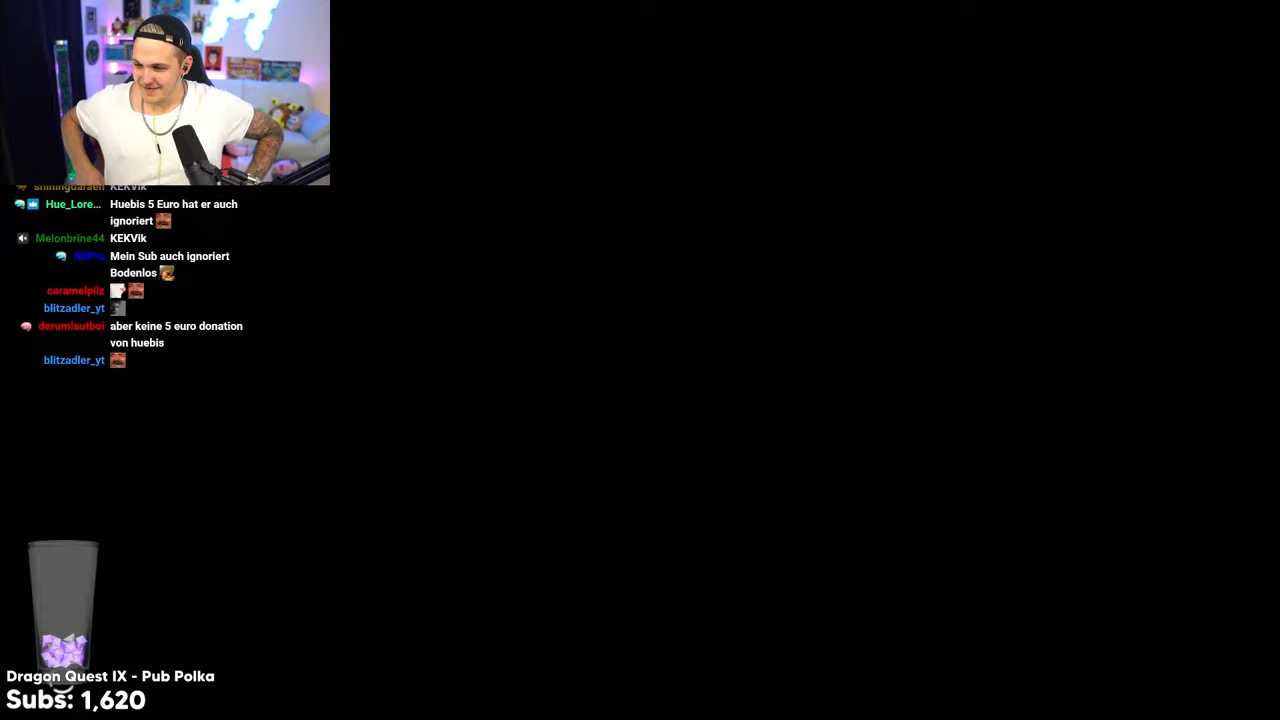 KEKVik
Hue_Lore... Huebis 5 Euro hat er auch
ignoriert
Melonbrine44 KEKVik
Mein Sub auch ignoriert
Bodenlos
caramelpilz
blitzadler_yt
derumlautboi aber keine 5 euro donation
von huebis
blitzadler_yt
Dragon Quest IX - Pub Polka
Subs: 1,620